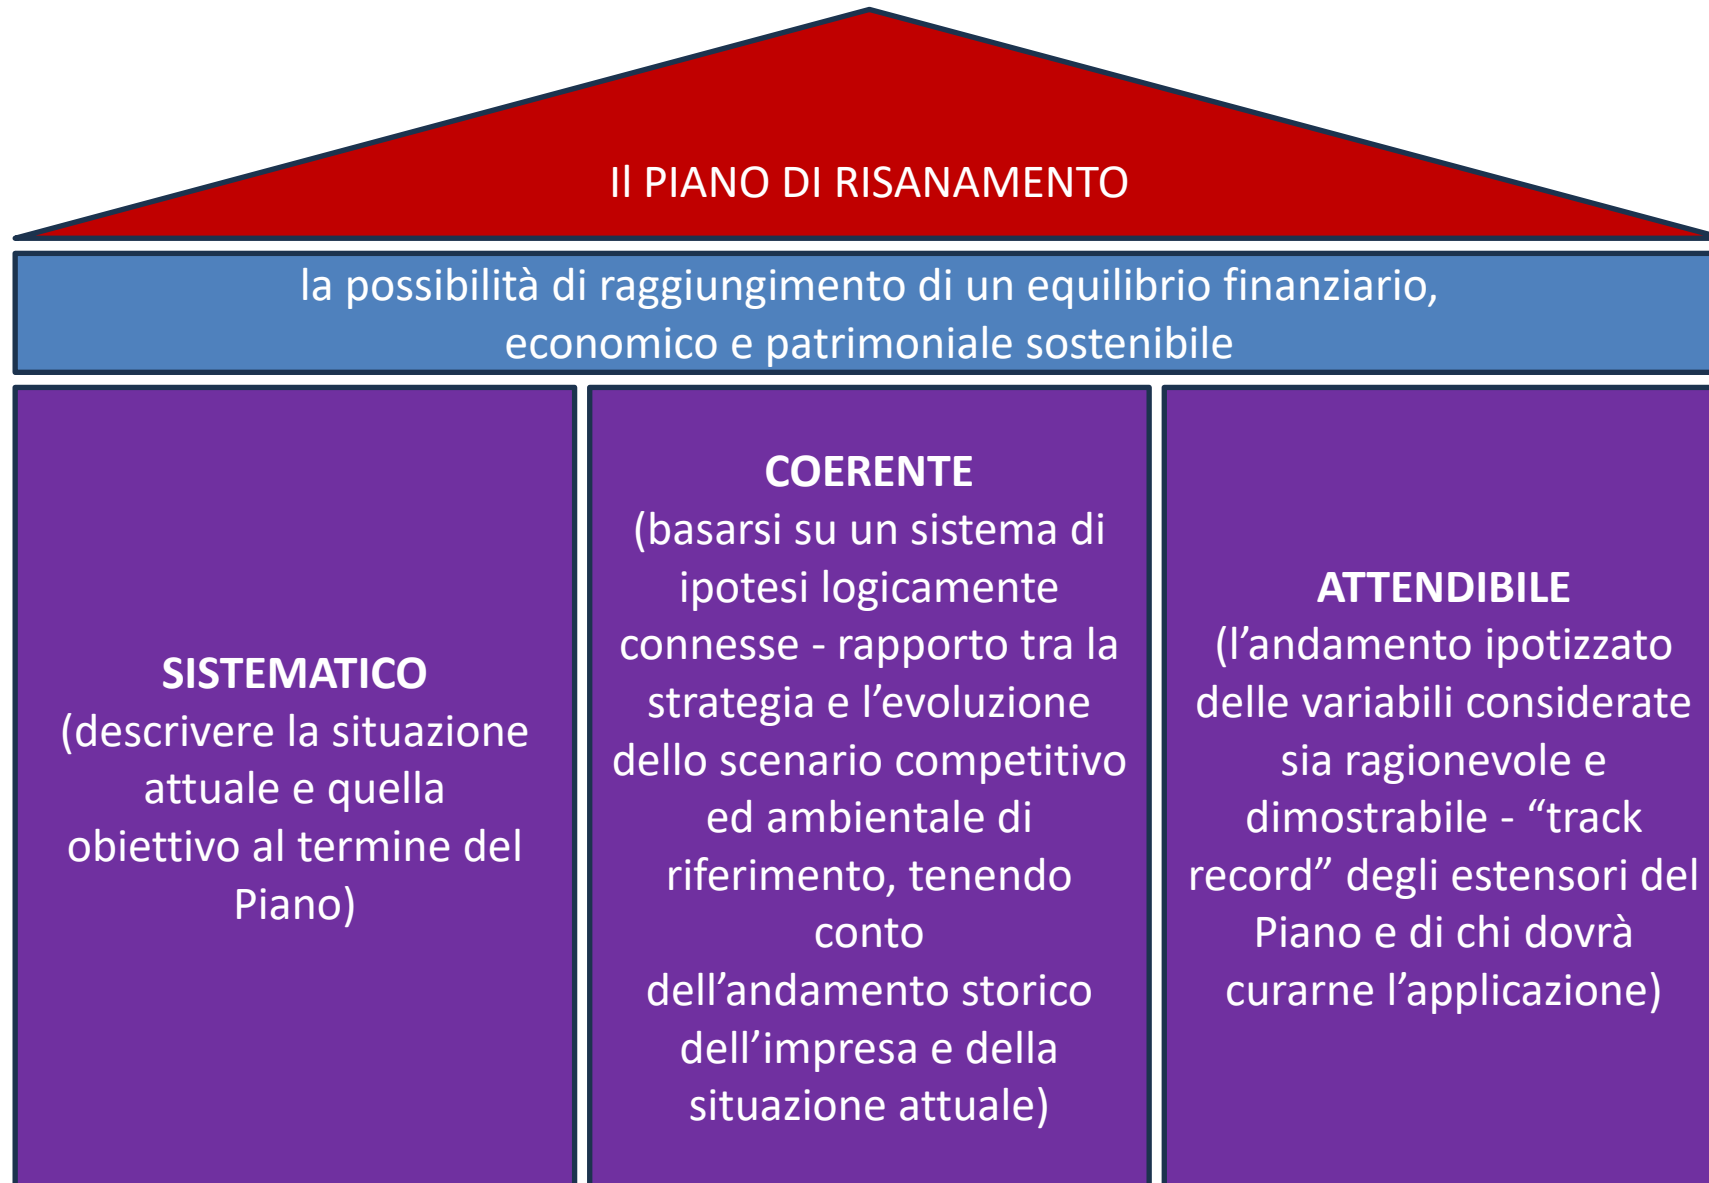 Il PIANO DI RISANAMENTO
la possibilità di raggiungimento di un equilibrio finanziario,
economico e patrimoniale sostenibile
SISTEMATICO
(descrivere la situazione
attuale e quella
obiettivo al termine del
Piano)
COERENTE
(basarsi su un sistema di
ipotesi logicamente
connesse - rapporto tra la
strategia e l’evoluzione
dello scenario competitivo
ed ambientale di
riferimento, tenendo
conto
dell’andamento storico
dell’impresa e della
situazione attuale)
ATTENDIBILE
(l’andamento ipotizzato
delle variabili considerate
sia ragionevole e
dimostrabile - “track
record” degli estensori del
Piano e di chi dovrà
curarne l’applicazione)